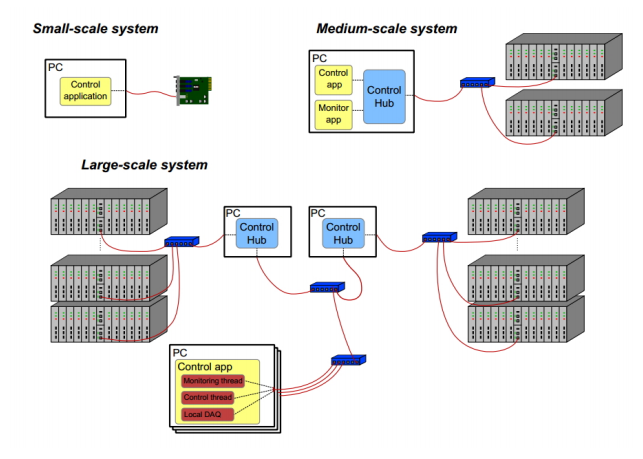 Small-scale system
PC
Control
application
Medium-scale system
PC
Control
app
Monitor
app
Control
Hub
Large-scale system
PC
Control
Hub
PC
Control
Hub
PC
Control app
Monitoring thread
Control thread
Local DAQ